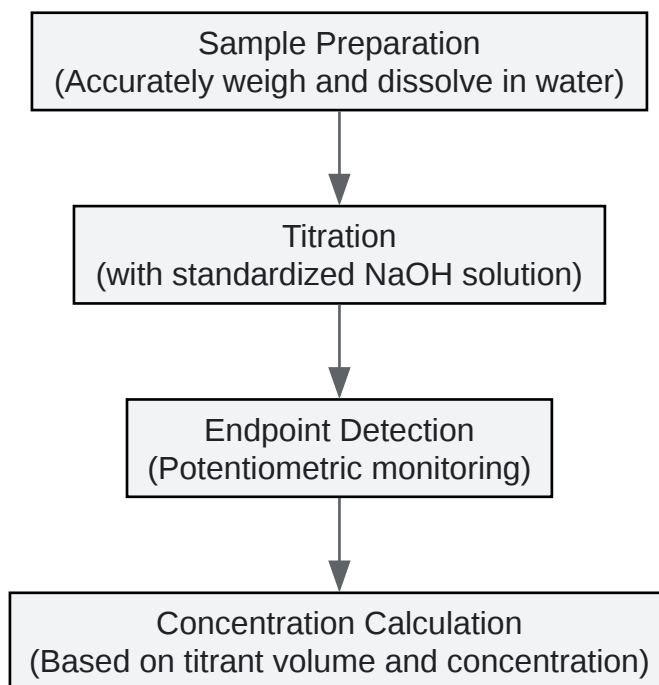 Sample Preparation
(Accurately weigh and dissolve in water)
Titration
(with standardized NaOH solution)
Endpoint Detection
(Potentiometric monitoring)
Concentration Calculation
(Based on titrant volume and concentration)